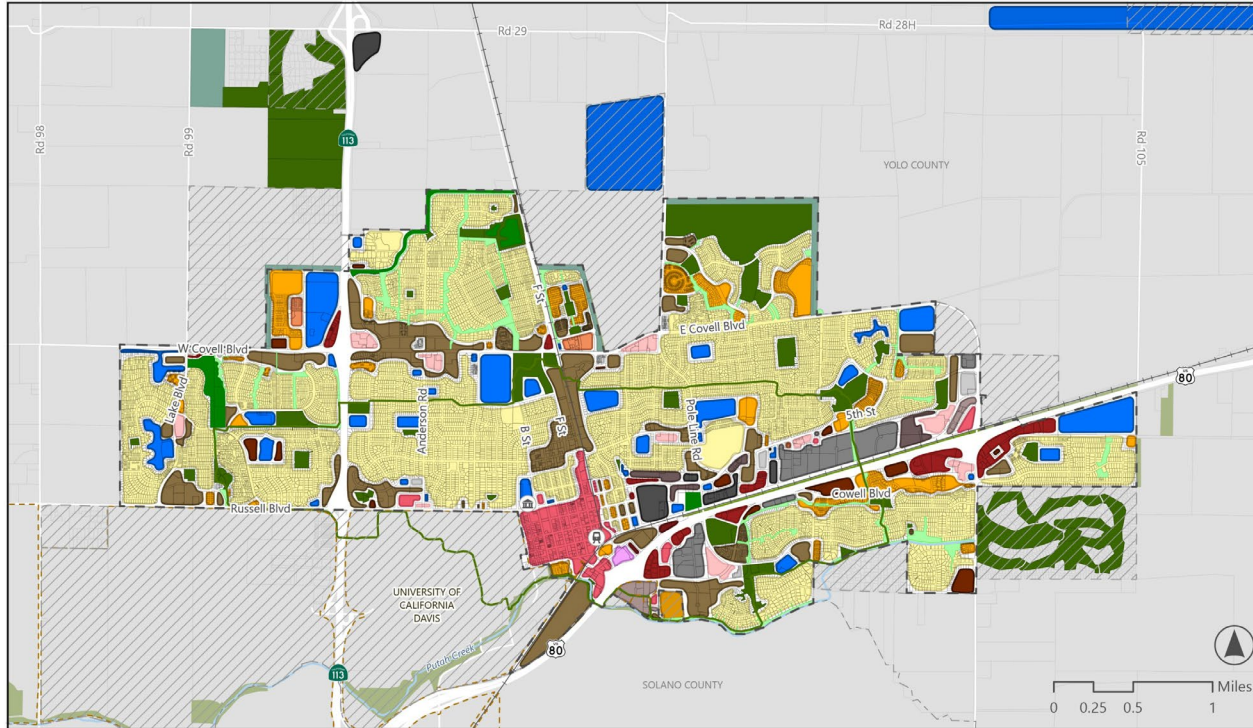 Rd 29
Rd 28H
Rd 98
Rd 99
113
Rd 105
YOLO COUNTY
F St
E Covell Blvd
W Covell Blvd
80
Lake Blvd
Anderson Rd
B St
F St
Pole Line Rd
5th St
Cowell Blvd
Russell Blvd
UNIVERSITY OF
CALIFORNIA
DAVIS
Putah Creek
80
113
SOLANO COUNTY
Miles
0 0.25 0.5 1